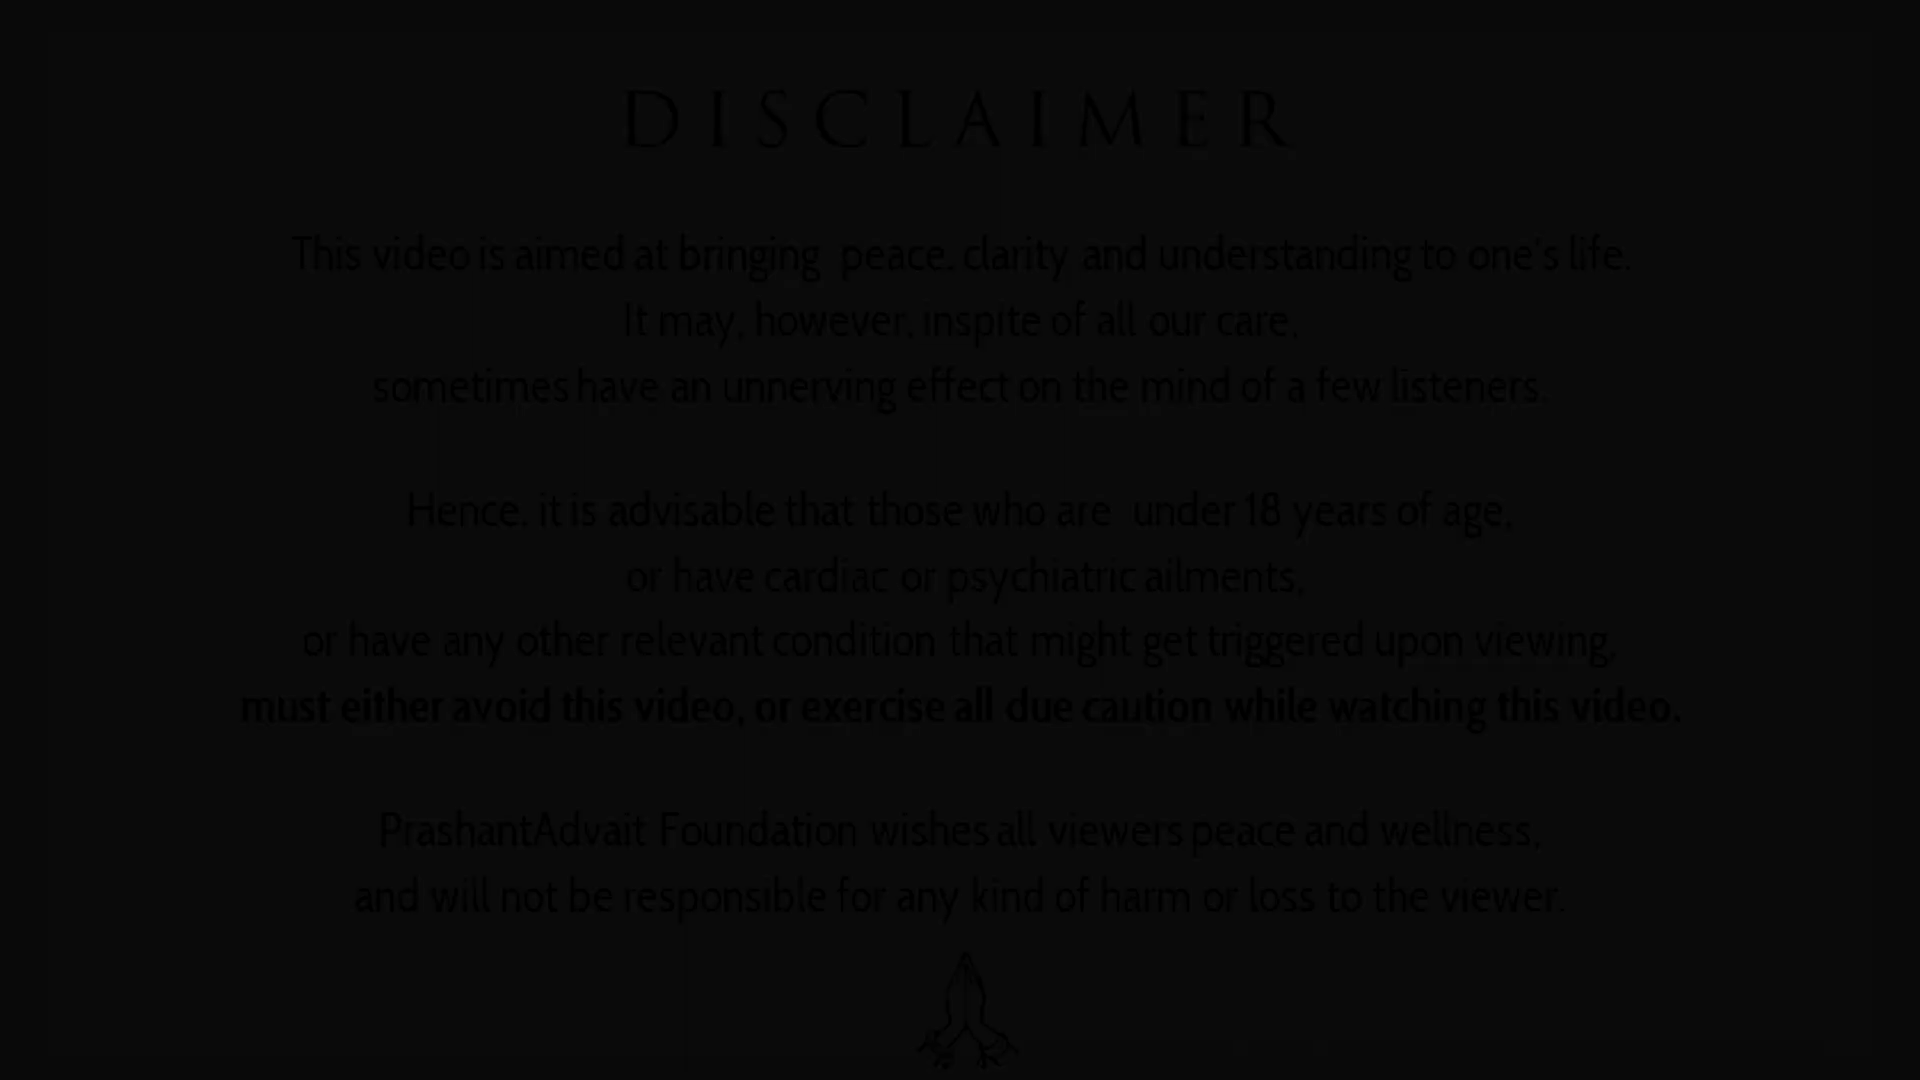 DISCLAIMER
This video is aimed at bringing peace, clarity and understanding to one's life.
It may, however, inspite of all our care,
sometimes have an unnerving effect on the mind of a few listeners.
Hence, it is advisable that those who are under 18 years of age,
or have cardiac or psychiatric ailments,
or have any other relevant condition that might get triggered upon viewing,
must either avoid this video, or exercise all due caution while watching this video.
PrashantAdvait Foundation wishes all viewers peace and wellness,
and will not be responsible for any kind of harm or loss to the viewer.